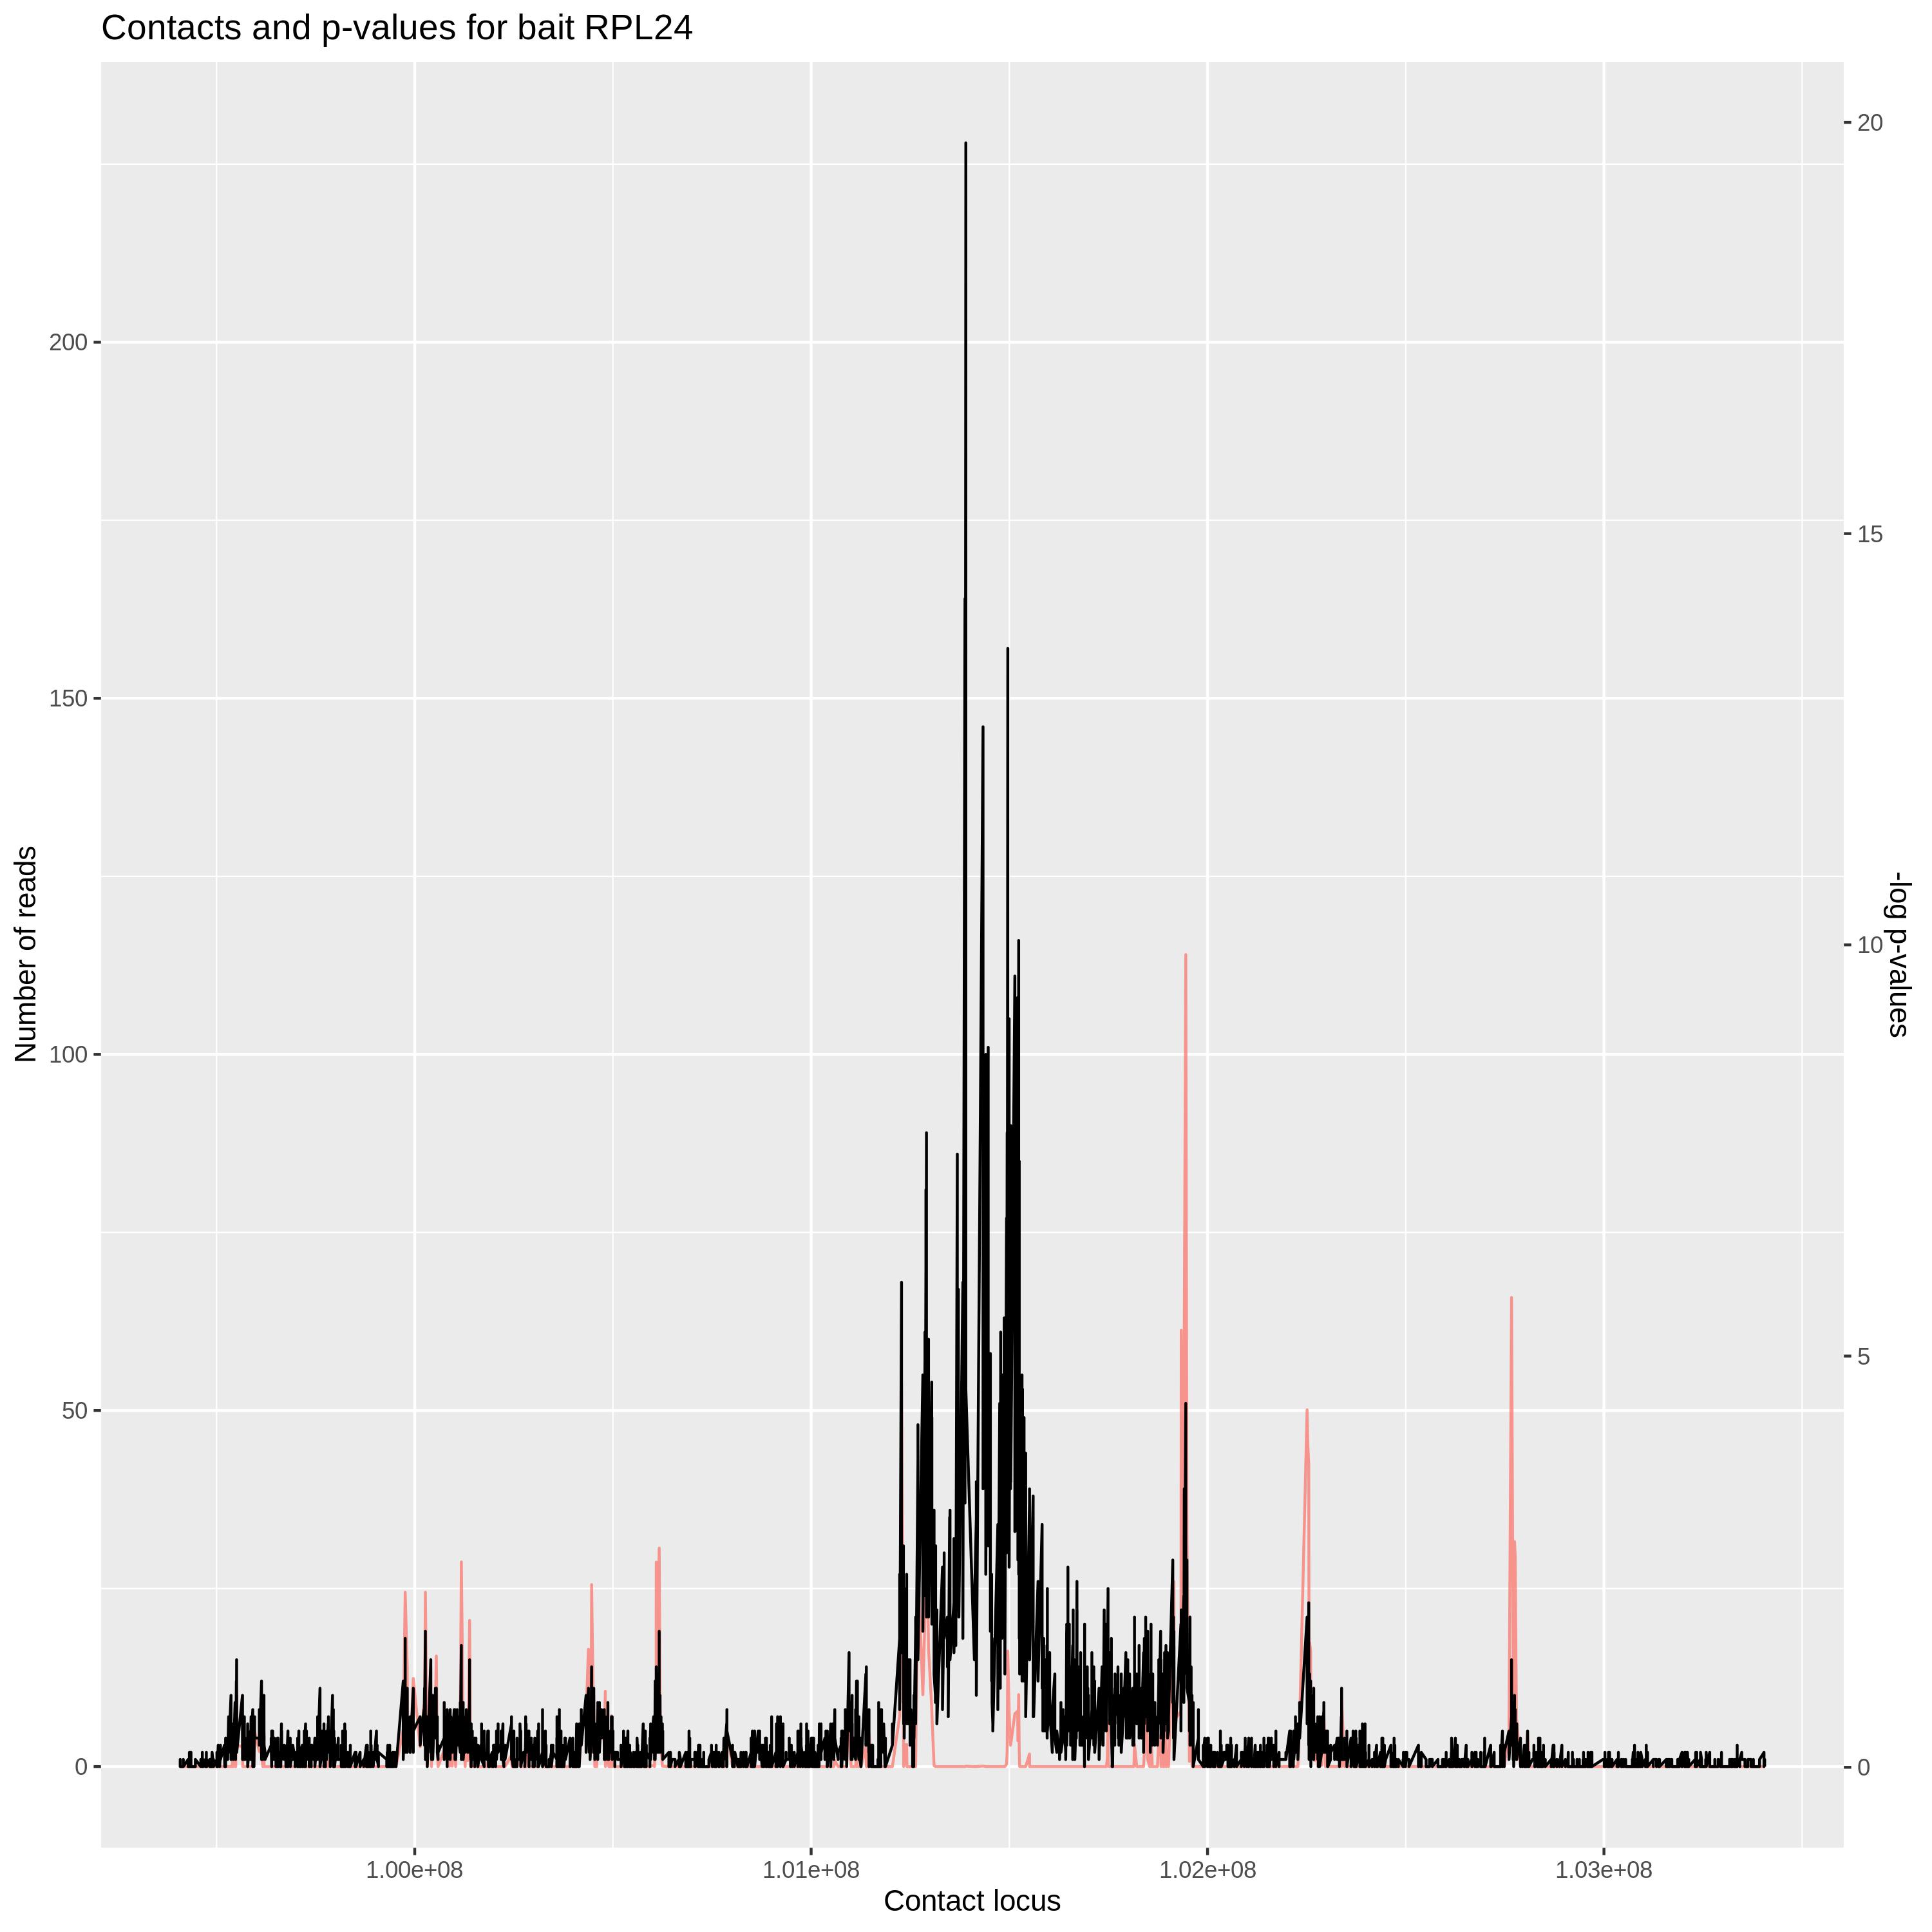 Contacts and p-values for bait RPL24
Number of reads
200
150
100
50
0
20
15
10
5
0
-log p-values
1.00e+08
1.01e+08
1.02e+08
1.03e+08
Contact locus